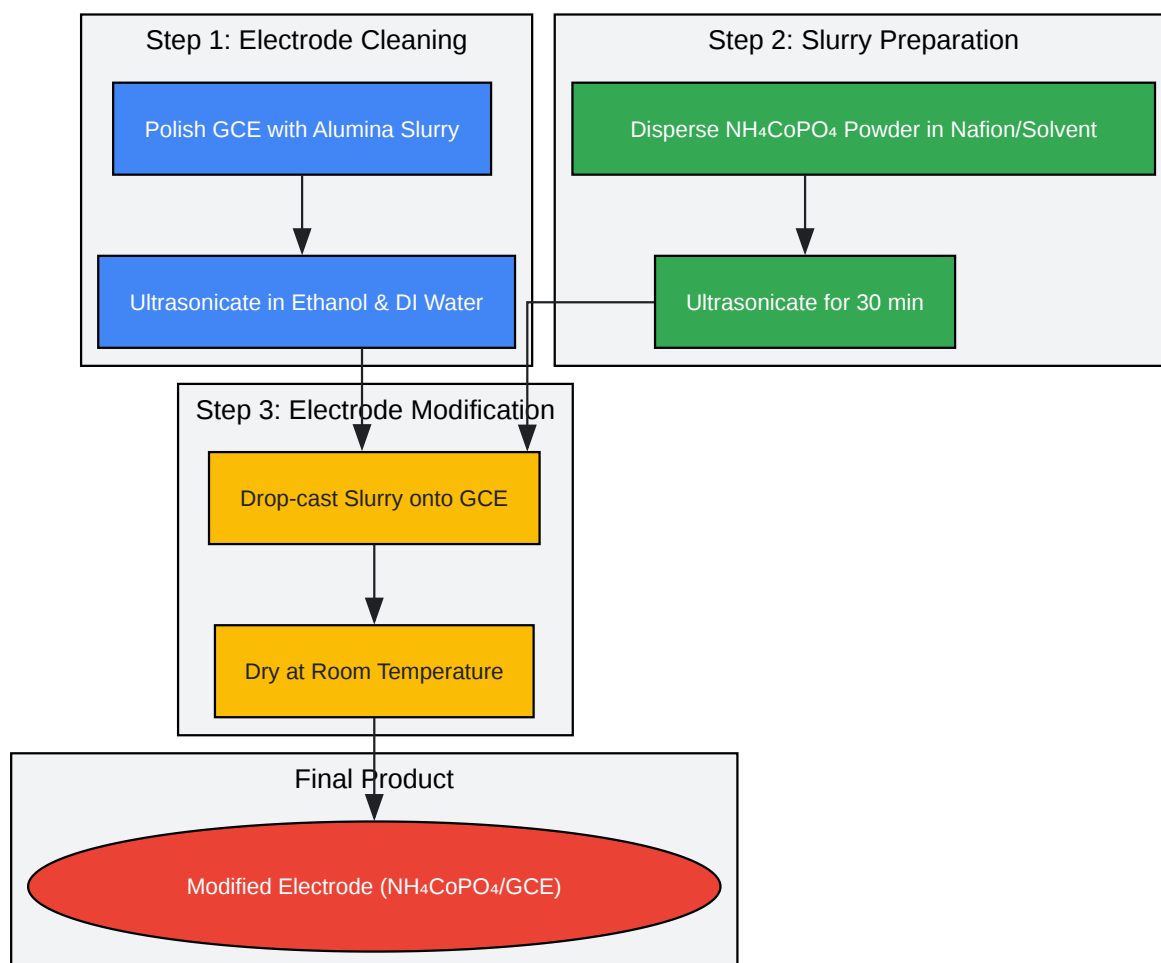 Step 1: Electrode Cleaning
Polish GCE with Alumina Slurry
Ultrasonicate in Ethanol & DI Water
Step 2: Slurry Preparation
Disperse NH₄CoPO₄ Powder in Nafion/Solvent
Ultrasonicate for 30 min
Step 3: Electrode Modification
Drop-cast Slurry onto GCE
Dry at Room Temperature
Final Product
Modified Electrode (NH₄CoPO₄/GCE)